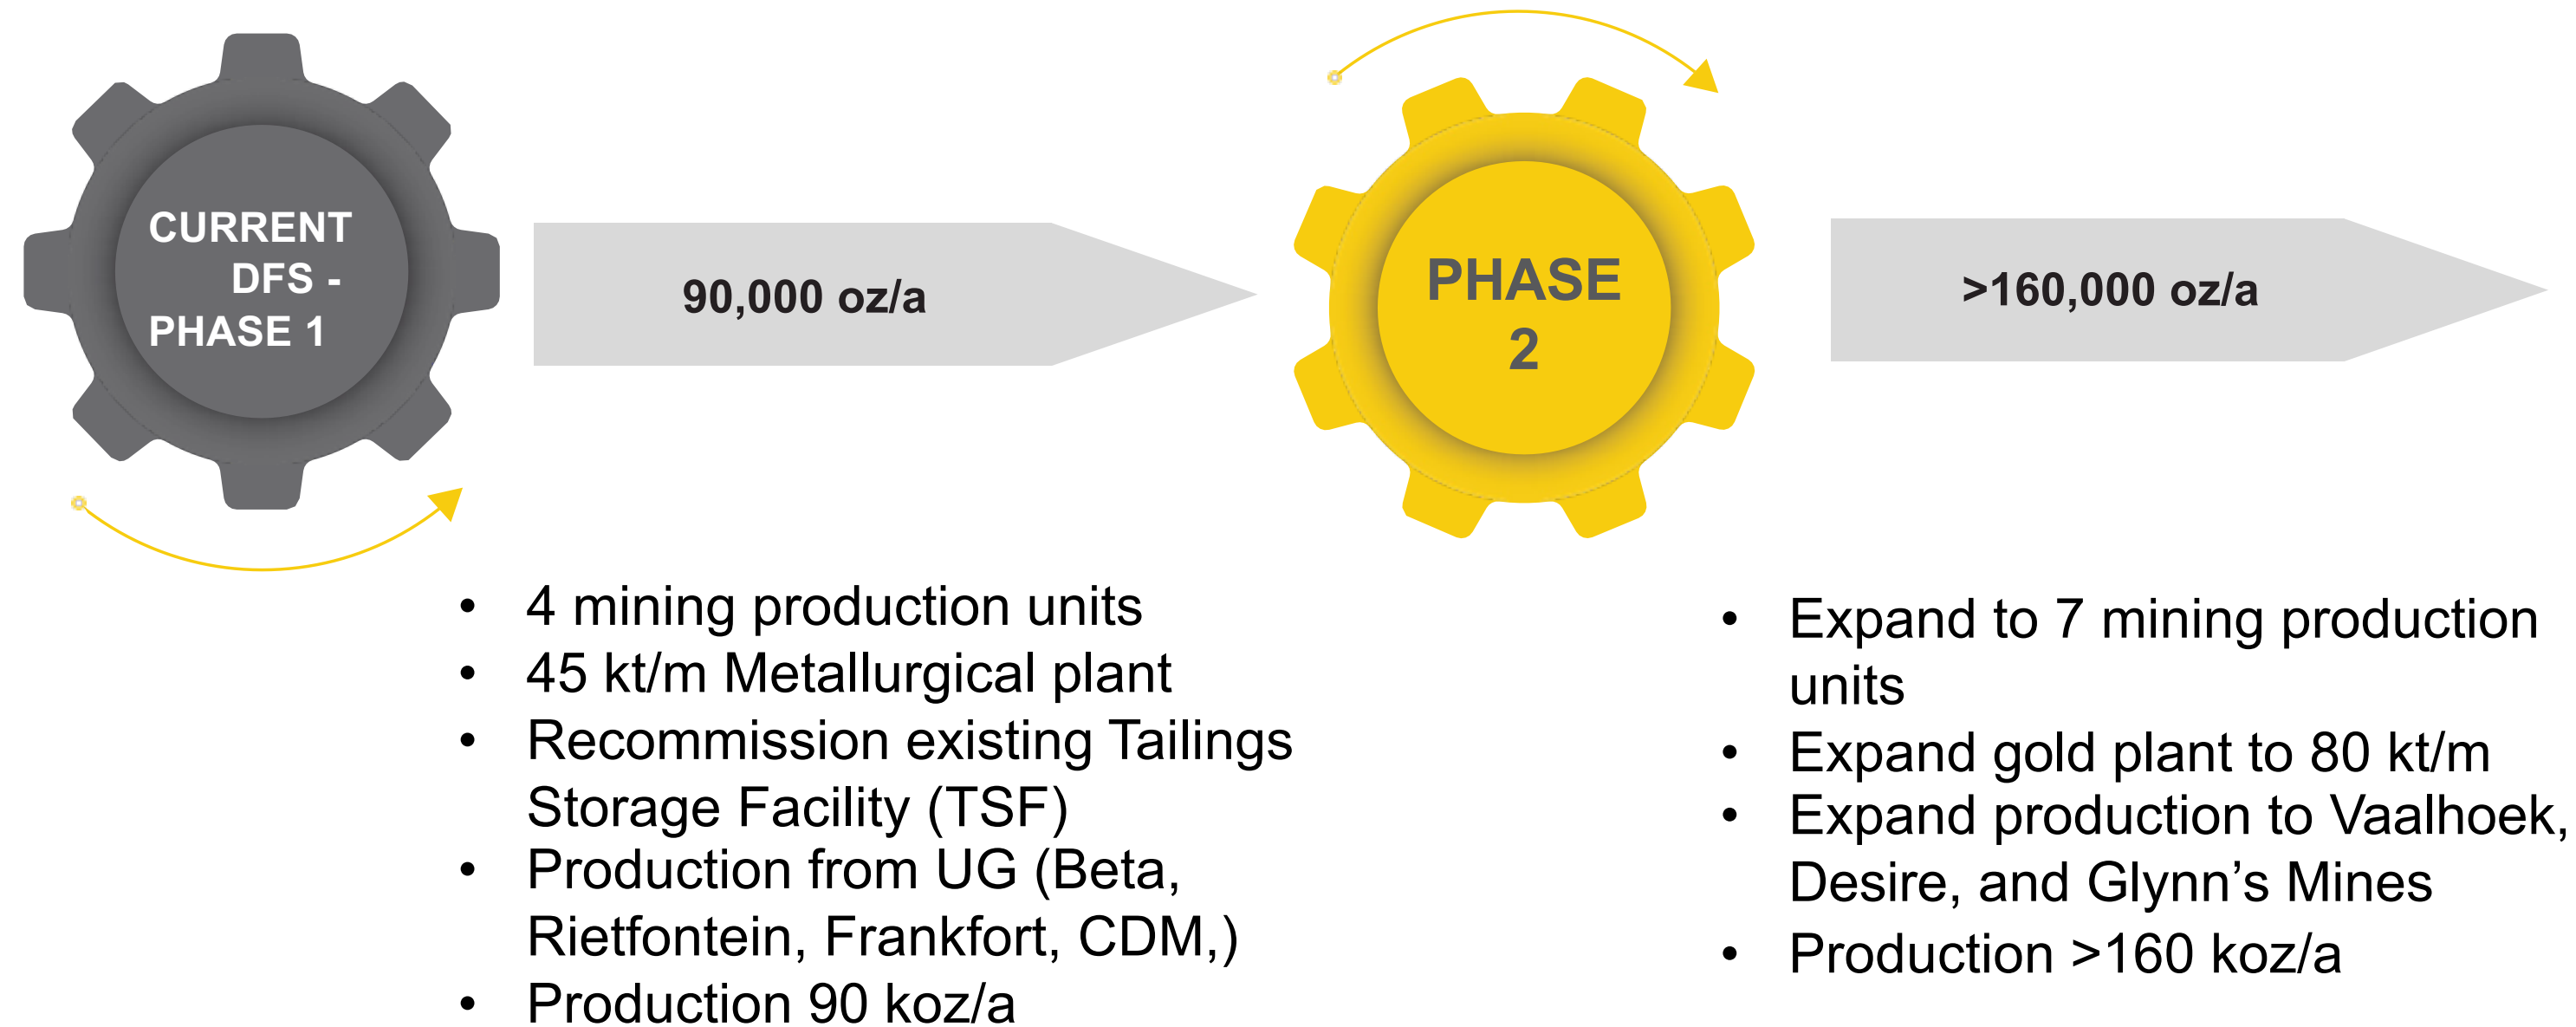 CURRENT
DFS -
PHASE 1
90,000 oz/a
PHASE
2
>160,000 oz/a
• 4 mining production units
• 45 kt/m Metallurgical plant
• Recommission existing Tailings
Storage Facility (TSF)
• Production from UG (Beta,
Rietfontein, Frankfort, CDM,)
• Production 90 koz/a
• Expand to 7 mining production
units
• Expand gold plant to 80 kt/m
• Expand production to Vaalhoek,
Desire, and Glynn’s Mines
• Production >160 koz/a